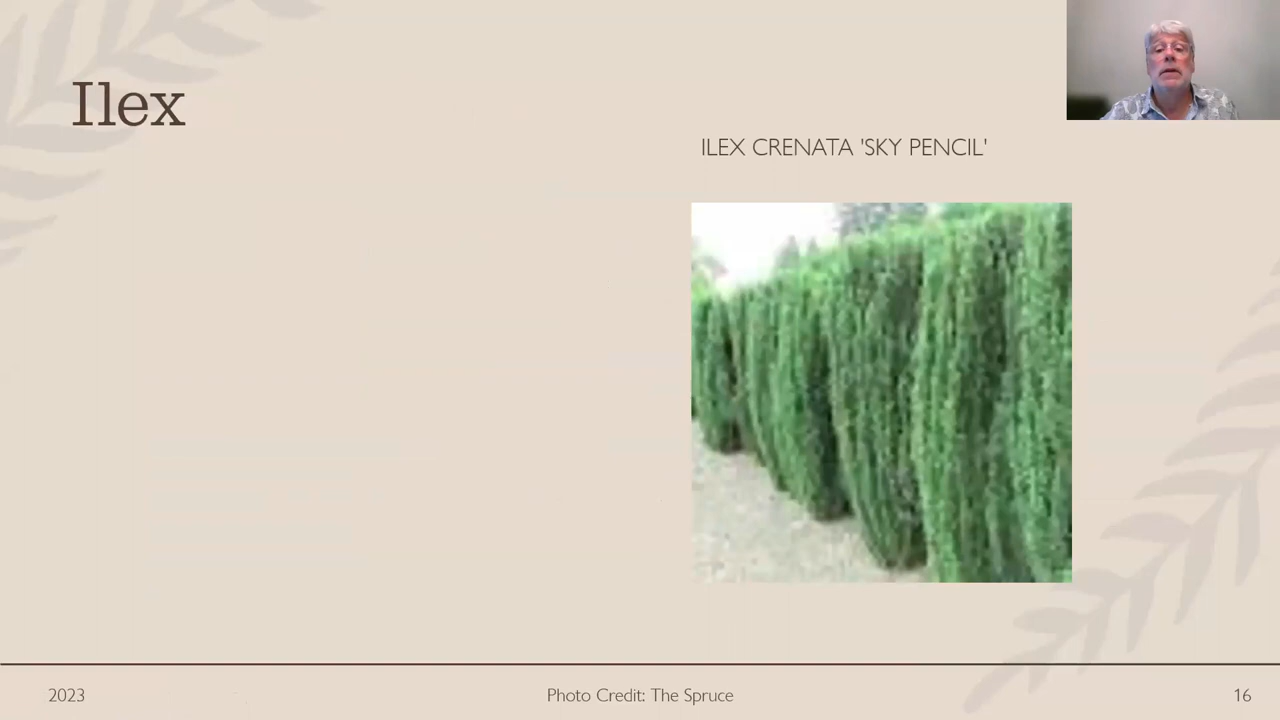 Ilex
ILEX CRENATA 'SKY PENCIL'
2023
Photo Credit: The Spruce
16